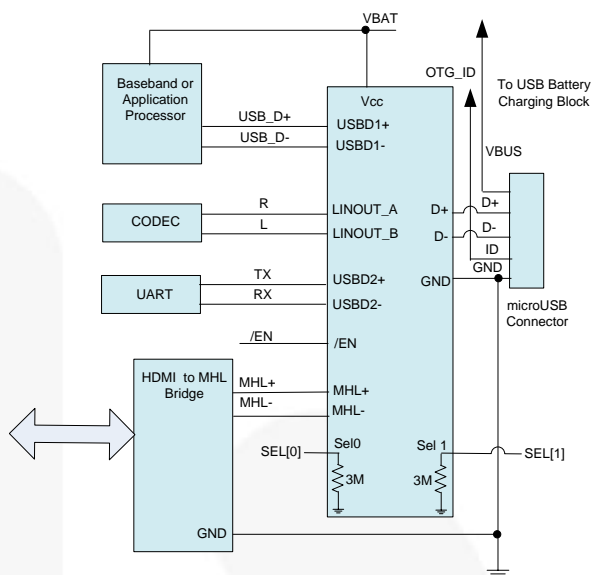 VBAT
OTG_ID
To USB Battery
Charging Block
Baseband or
Application
Processor
Vcc
USB_D+
USBD1+
USB_D-
USBD1-
VBUS
CODEC
R
LINOUT_A
L
LINOUT_B
D+
D+
D-
D-
ID
GND
GND
UART
TX
USBD2+
RX
USBD2-
microUSB
Connector
/EN
/EN
HDMI to MHL
Bridge
MHL+
MHL+
MHL-
MHL-
SEL[0]
Sel0
3M
Sel 1
3M
SEL[1]
GND